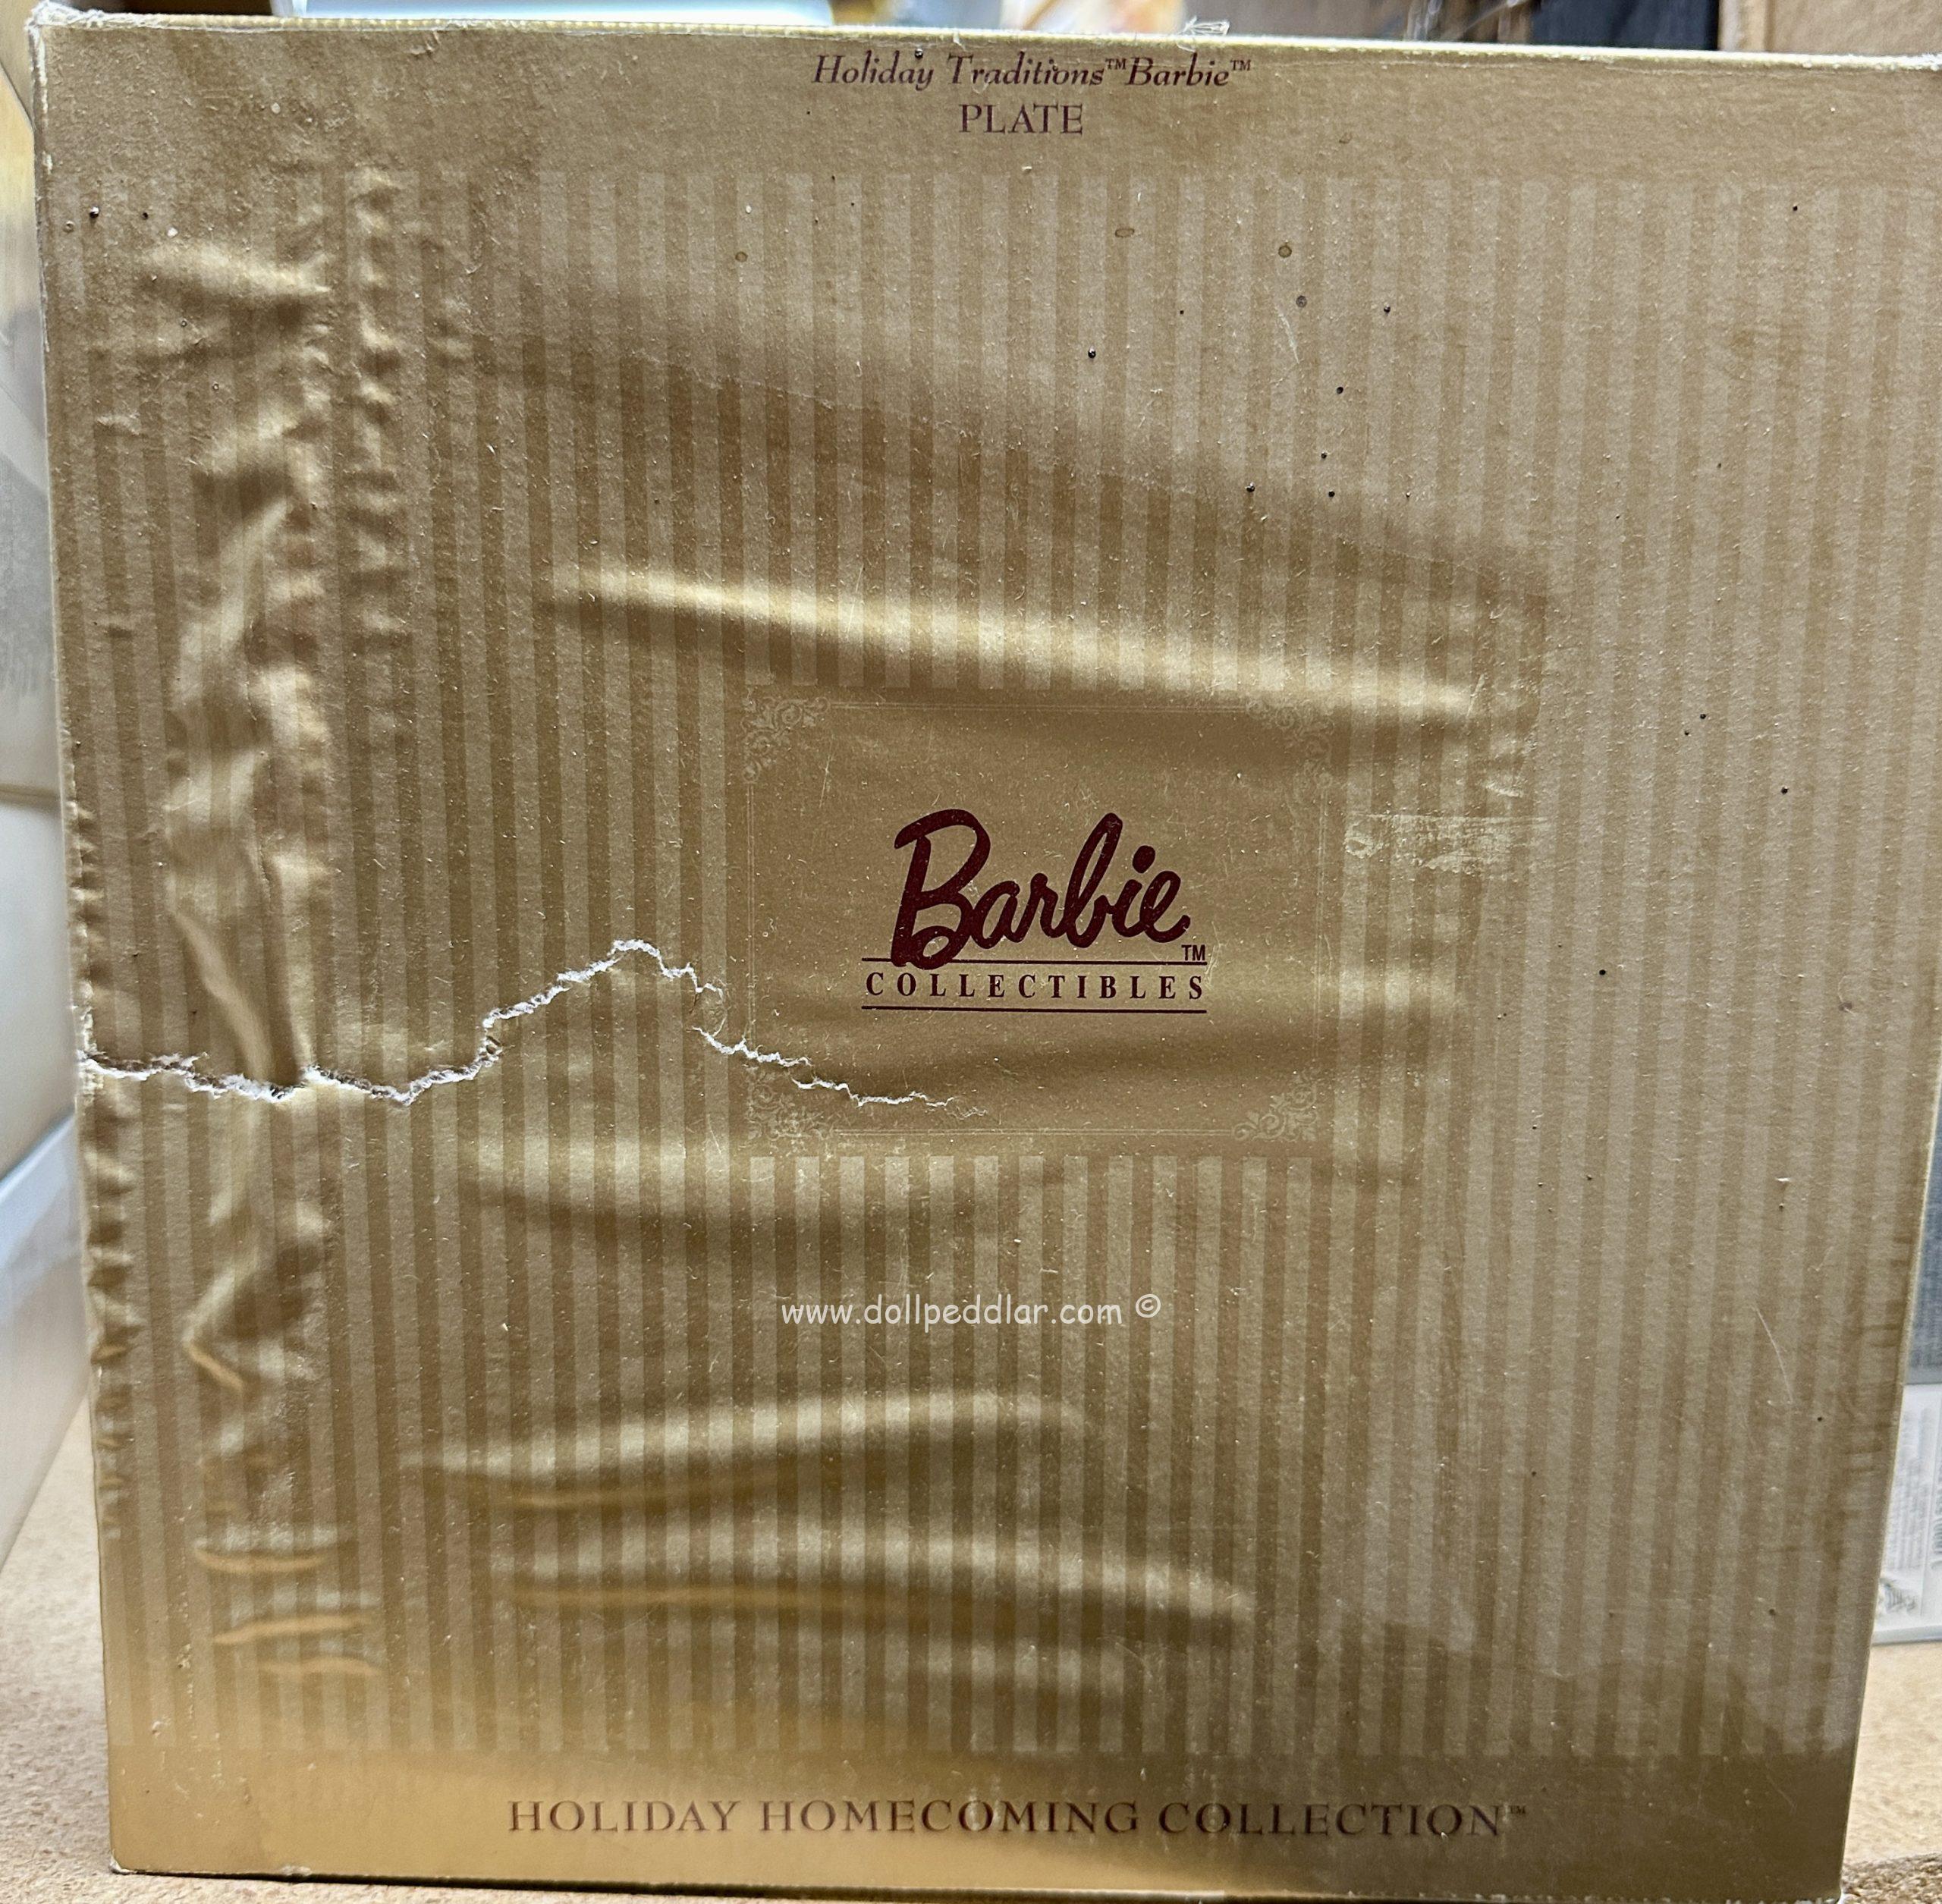 Holiday Traditions™ Barbie™
PLATE
Barbie™
COLLECTIBLES
www.dollpeddlar.com ©
HOLIDAY HOMECOMING COLLECTION™